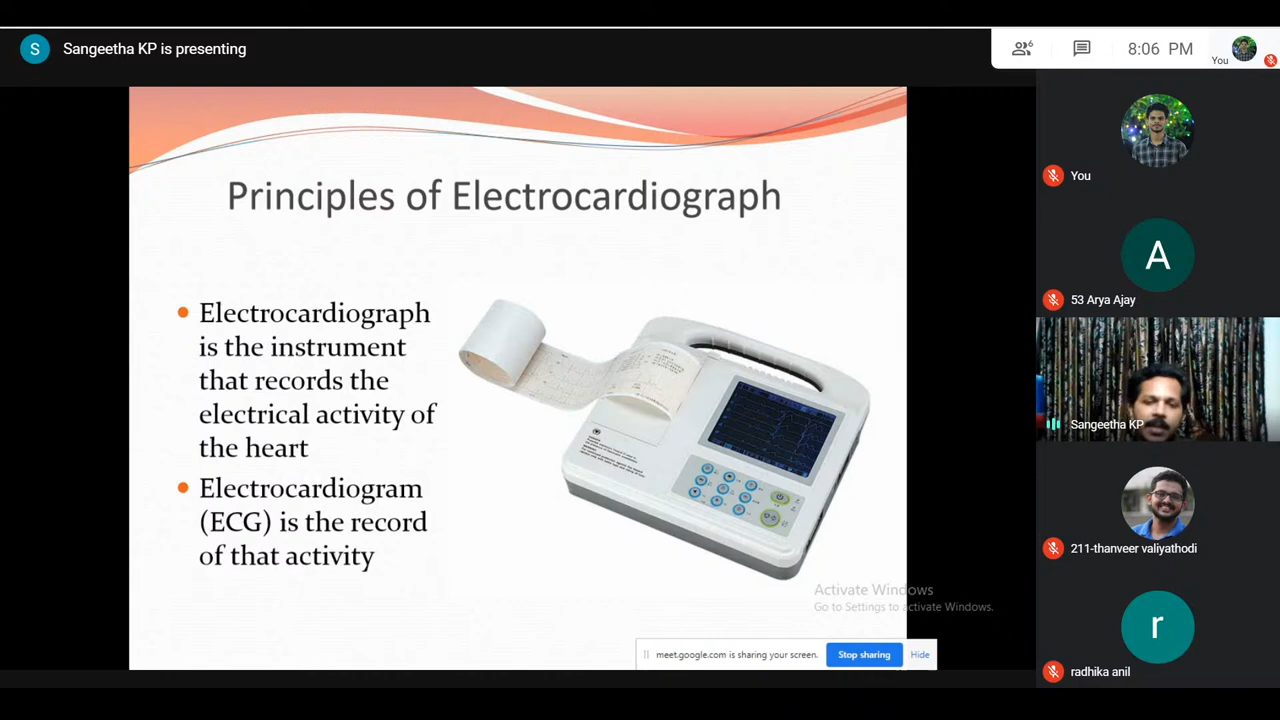 S
Sangeetha KP is presenting
6
8:06 PM
You
Principles of Electrocardiograph
Electrocardiograph
is the instrument
that records the
electrical activity of
the heart
Electrocardiogram
(ECG) is the record
of that activity
You
A
53 Arya Ajay
Sangeetha KP
211-thanveer valiyathodi
r
radhika anil
Activate Windows
Go to Settings to activate Windows.
meet.google.com is sharing your screen.
Stop sharing
Hide